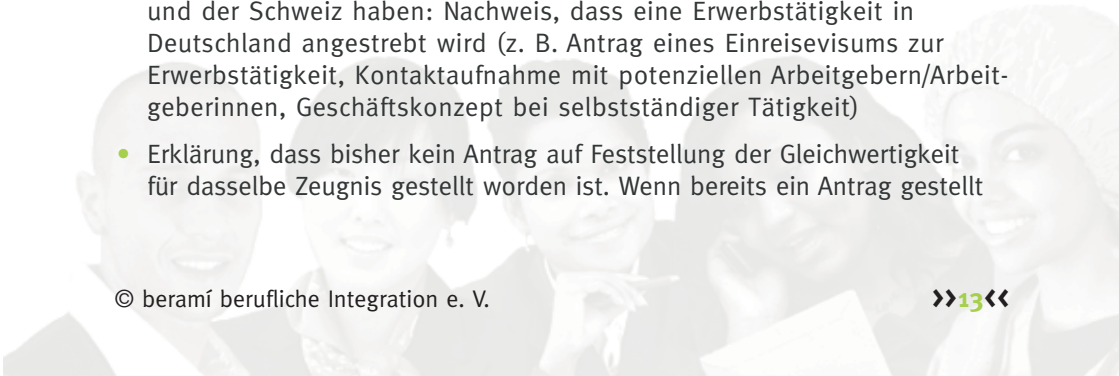 und der Schweiz haben: Nachweis, dass eine Erwerbstätigkeit in
Deutschland angestrebt wird (z. B. Antrag eines Einreisevisums zur
Erwerbstätigkeit, Kontaktaufnahme mit potenziellen Arbeitgebern/Arbeit-
geberinnen, Geschäftskonzept bei selbstständiger Tätigkeit)
• Erklärung, dass bisher kein Antrag auf Feststellung der Gleichwertigkeit
für dasselbe Zeugnis gestellt worden ist. Wenn bereits ein Antrag gestellt
© beramí berufliche Integration e. V. ››13‹‹